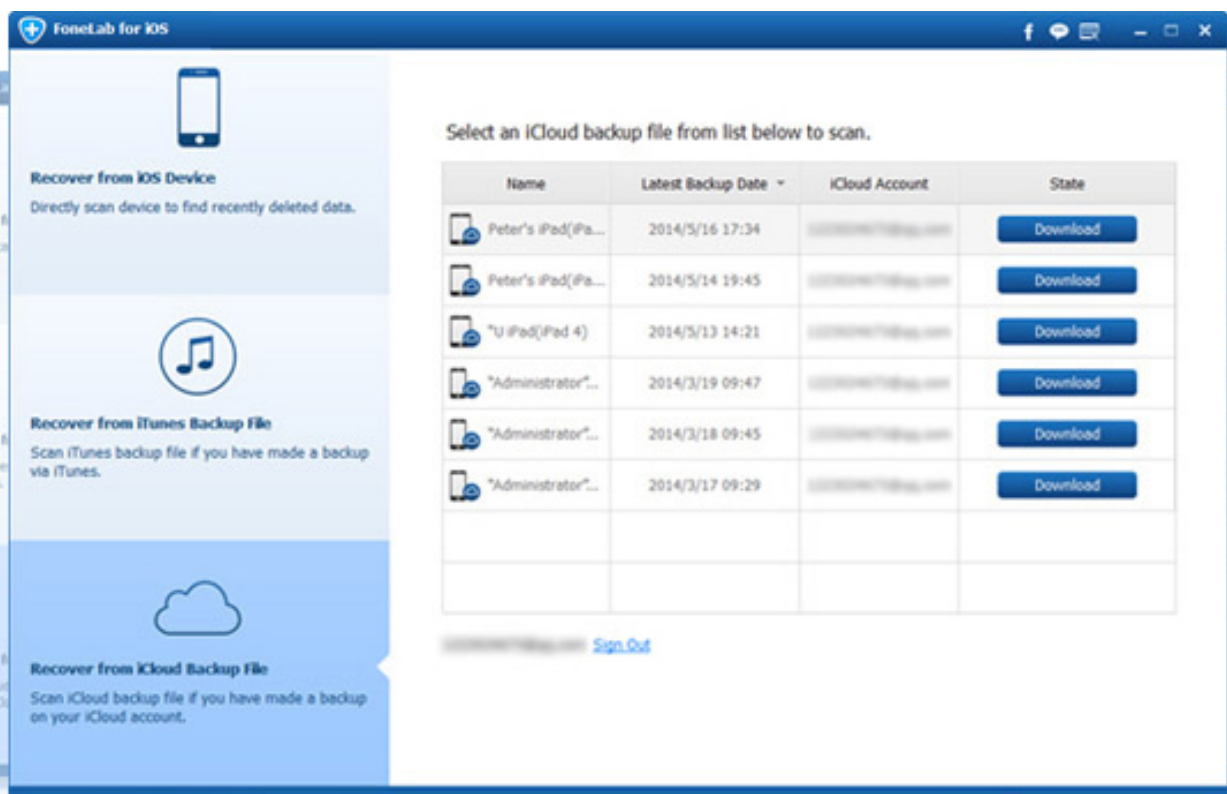 FoneLab for iOS
Recover from iOS Device
Directly scan device to find recently deleted data.
Recover from iTunes Backup File
Scan iTunes backup file if you have made a backup
via iTunes.
Recover from iCloud Backup File
Scan iCloud backup file if you have made a backup
on your iCloud account.
Select an iCloud backup file from list below to scan.
Name Latest Backup Date iCloud Account State
Peter's iPad(iPa... 2014/5/16 17:34 Download
Peter's iPad(iPa... 2014/5/14 19:45 Download
"U iPad(iPad 4) 2014/5/13 14:21 Download
"Administrator"... 2014/3/19 09:47 Download
"Administrator"... 2014/3/18 09:45 Download
"Administrator"... 2014/3/17 09:29 Download
Sign Out